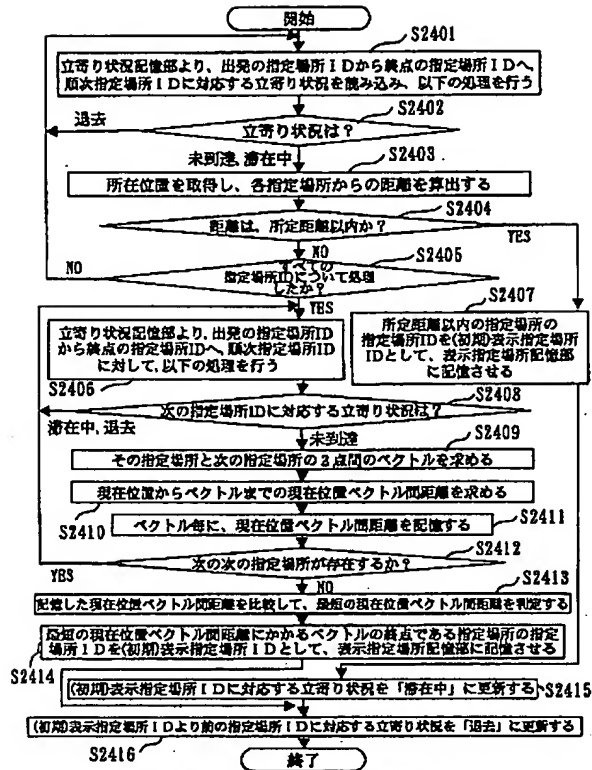 開始
S2401
立寄り状況記憶部より、出発の指定場所IDから終点の指定場所IDへ、
順次指定場所IDに対応する立寄り状況を読み込み、以下の処理を行う
S2402
退去
立寄り状況は?
未到達、滞在中
S2403
所在位置を取得し、各指定場所からの距離を算出する
S2404
距離は、所定距離以内か?
YES
NO
S2405
NO
すべての
指定場所IDについて処理
したか?
YES
S2407
立寄り状況記憶部より、出発の指定場所ID
から終点の指定場所IDへ、順次指定場所ID
に対して、以下の処理を行う
S2406
所定距離以内の指定場所の
指定場所IDを(初期)表示指定場所
IDとして、表示指定場所記憶部
に記憶させる
S2408
次の指定場所IDに対応する立寄り状況は?
滞在中、退去
未到達
S2409
その指定場所と次の指定場所の2点間のベクトルを求める
現在位置からベクトルまでの現在位置ベクトル間距離を求める
S2410
ベクトル毎に、現在位置ベクトル間距離を記憶する
S2411
S2412
次の次の指定場所が存在するか?
YES
NO
S2413
記憶した現在位置ベクトル間距離を比較して、最短の現在位置ベクトル間距離を判定する
最短の現在位置ベクトル間距離にかかるベクトルの終点である指定場所の指定
場所IDを(初期)表示指定場所IDとして、表示指定場所記憶部に記憶させる
S2414
(初期)表示指定場所IDに対応する立寄り状況を「滞在中」に更新する
S2415
(初期)表示指定場所IDより前の指定場所IDに対応する立寄り状況を「退去」に更新する
S2416
終了